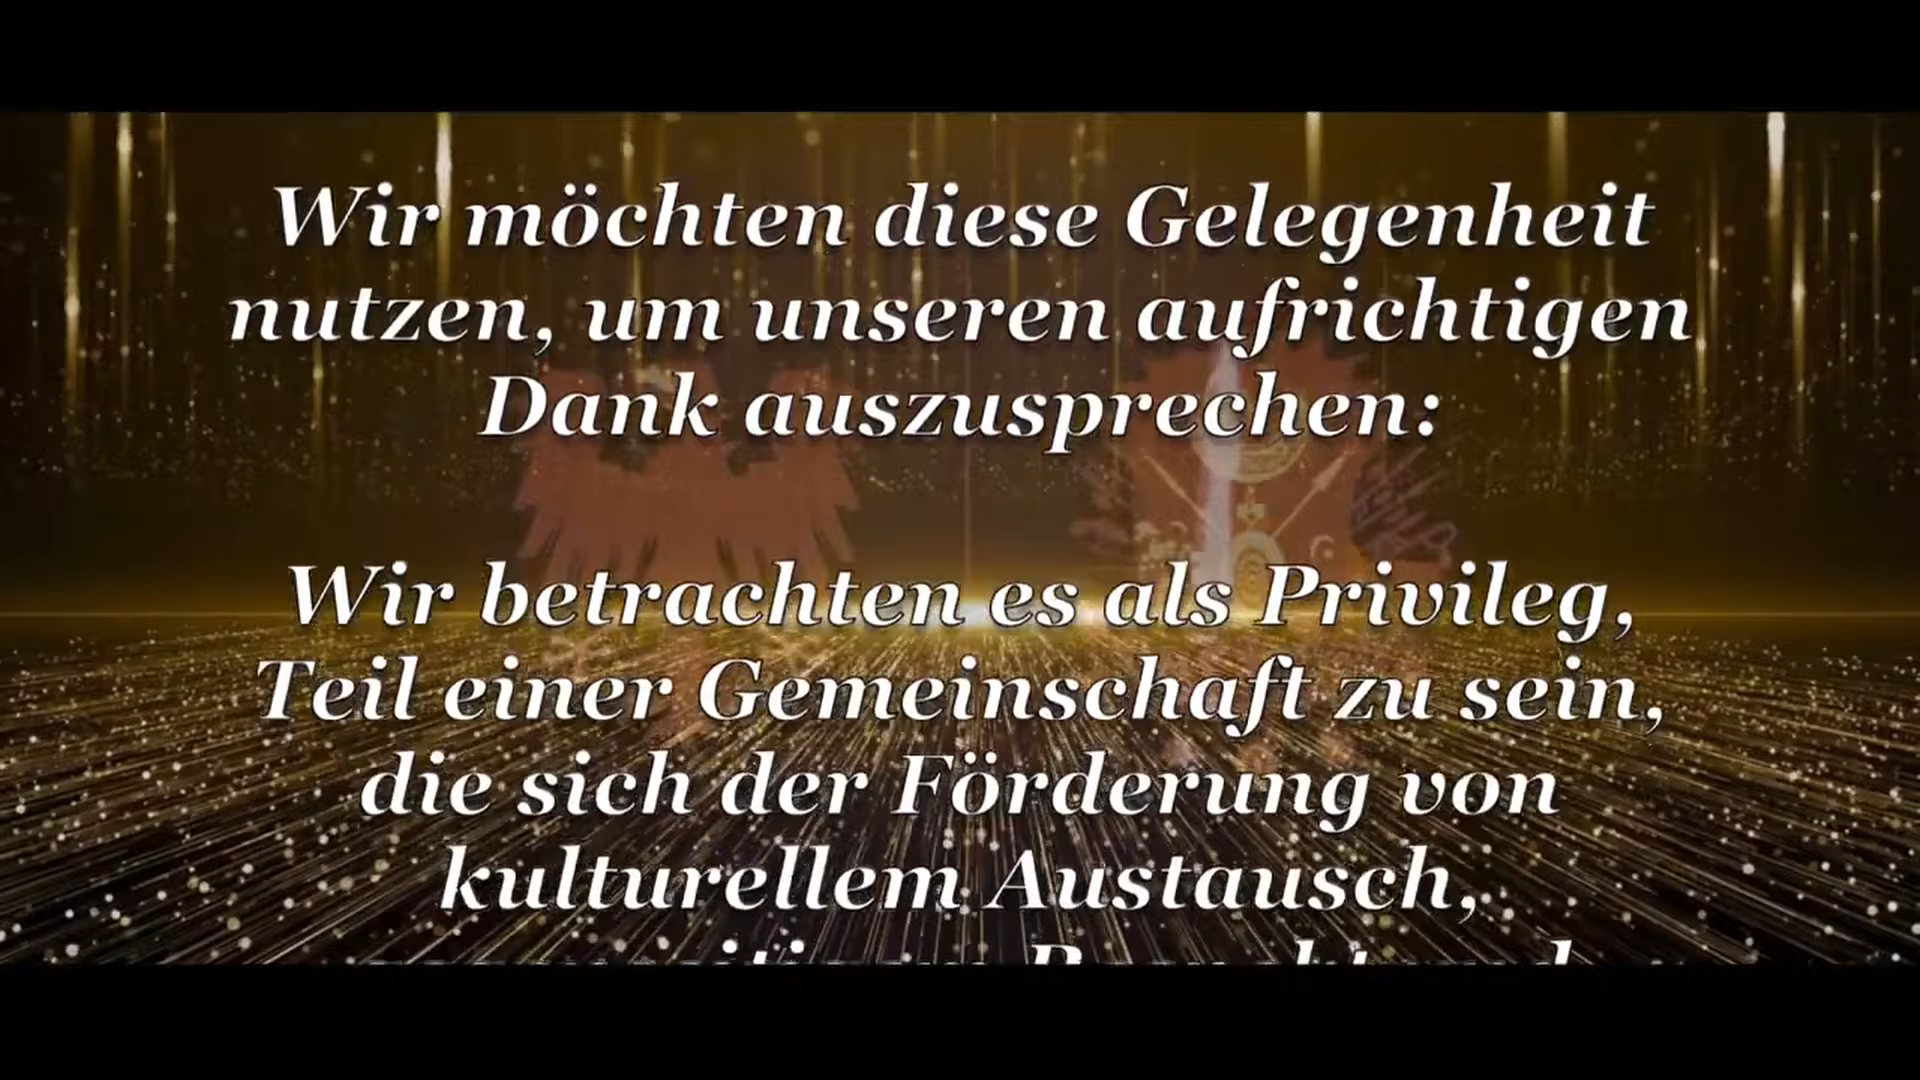 Wir möchten diese Gelegenheit
nutzen, um unseren aufrichtigen
Dank auszusprechen:
Wir betrachten es als Privileg,
Teil einer Gemeinschaft zu sein,
die sich der Förderung von
kulturellem Austausch,